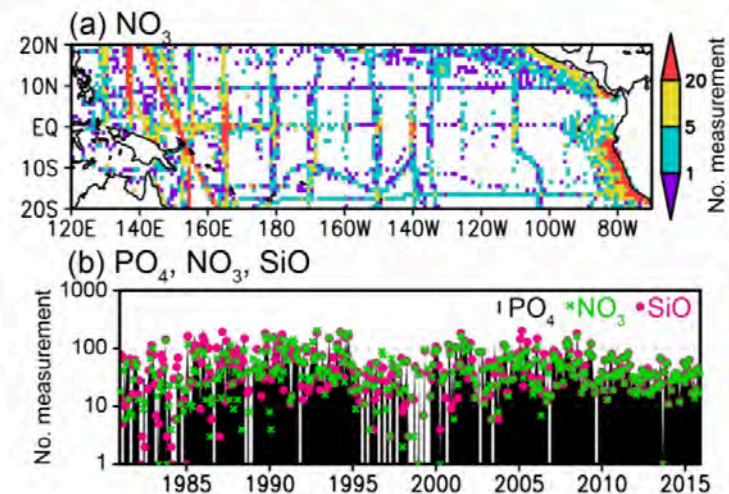 (a) NO3
20N
10N
EQ
10S
20S
120E 140E 160E 180 160W 140W 120W 100W 80W
20
5
1
No. measurement
(b) PO4, NO3, SiO
1000
100
10
1
No. measurement
PO4 NO3 SiO
1985 1990 1995 2000 2005 2010 2015